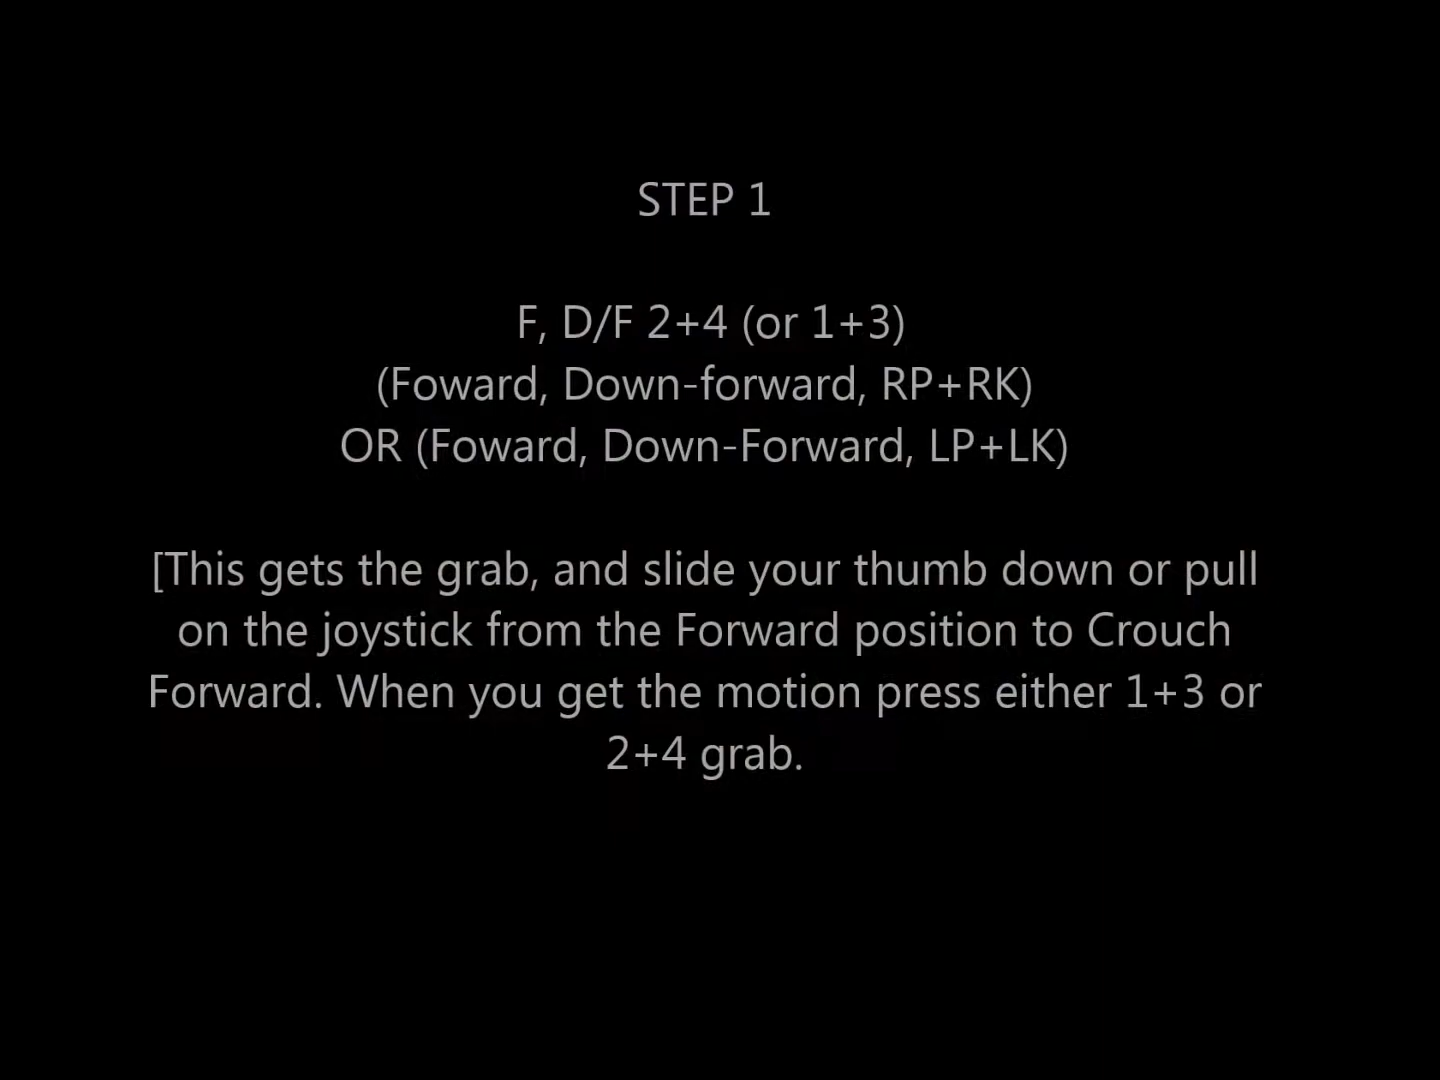 STEP 1
F, D/F 2+4 (or 1+3)
(Foward, Down-forward, RP+RK)
OR (Foward, Down-Forward, LP+LK)
[This gets the grab, and slide your thumb down or pull
on the joystick from the Forward position to Crouch
Forward. When you get the motion press either 1+3 or
2+4 grab.